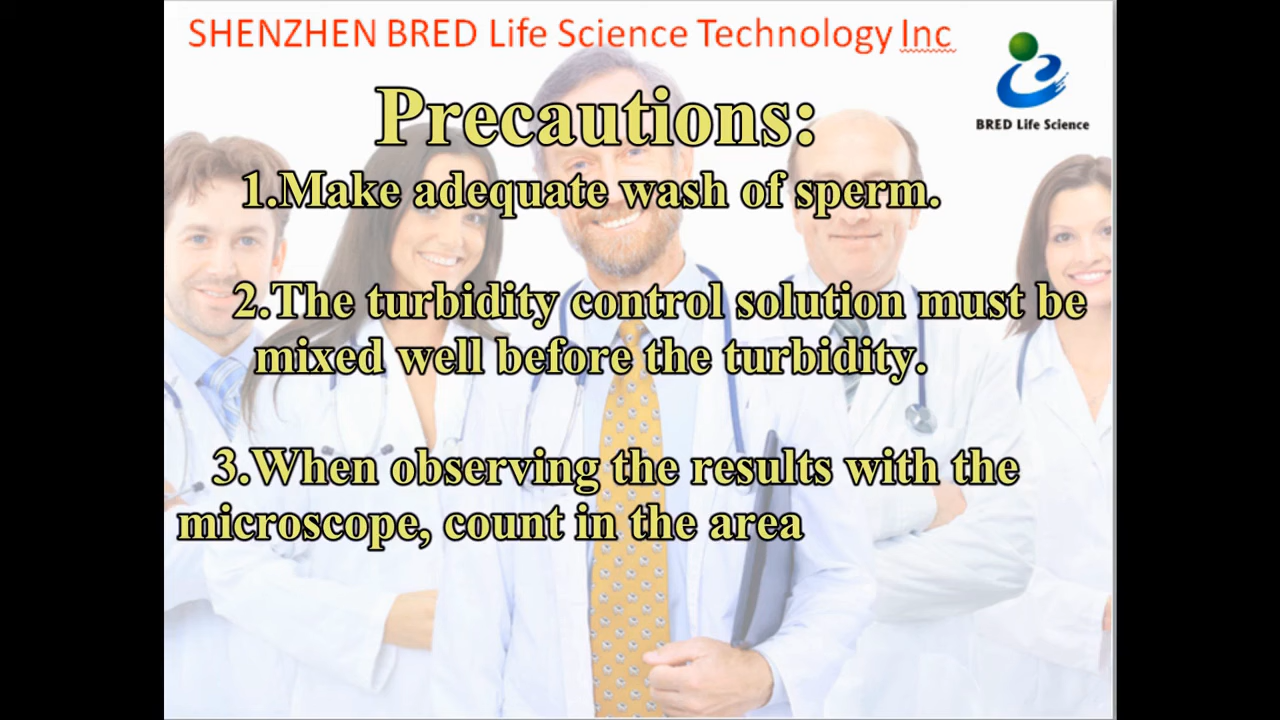 SHENZHEN BRED Life Science Technology Inc
BRED Life Science
Precautions:
1.Make adequate wash of sperm.
2.The turbidity control solution must be
mixed well before the turbidity.
3.When observing the results with the
microscope, count in the area